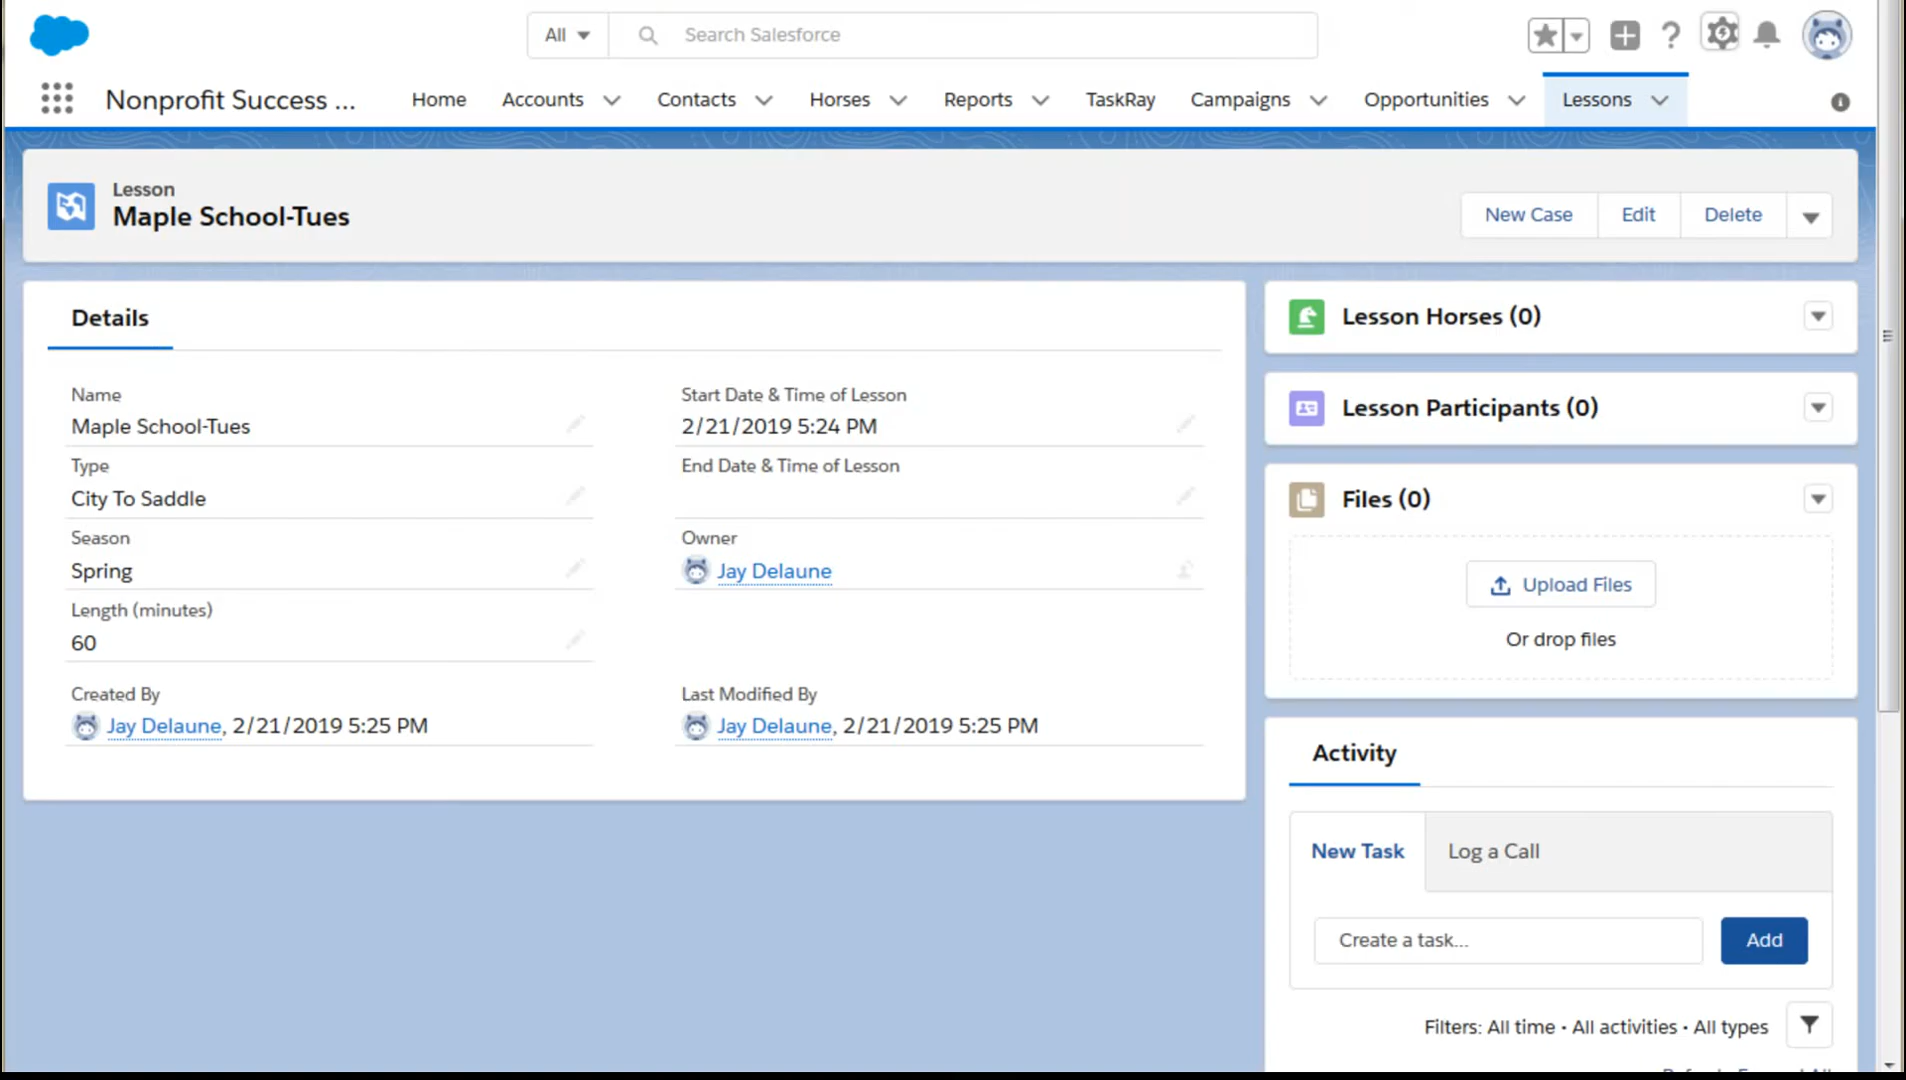 All
Search Salesforce
Nonprofit Success ...
Home
Accounts
Contacts
Horses
Reports
TaskRay
Campaigns
Opportunities
Lessons
Lesson
Maple School-Tues
New Case
Edit
Delete
Details
Name
Maple School-Tues
Start Date & Time of Lesson
2/21/2019 5:24 PM
Type
City To Saddle
End Date & Time of Lesson
Season
Spring
Owner
Jay Delaune
Length (minutes)
60
Created By
Jay Delaune, 2/21/2019 5:25 PM
Last Modified By
Jay Delaune, 2/21/2019 5:25 PM
Lesson Horses (0)
Lesson Participants (0)
Files (0)
Upload Files
Or drop files
Activity
New Task
Log a Call
Create a task...
Add
Filters: All time • All activities • All types